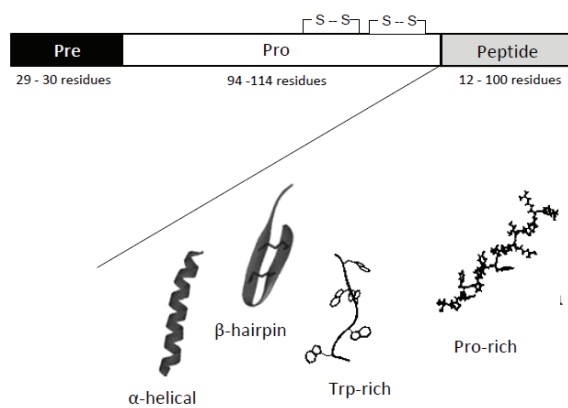 S -- S S -- S
Pre Pro Peptide
29 - 30 residues 94 -114 residues 12 - 100 residues
β-hairpin
Pro-rich
α-helical
Trp-rich